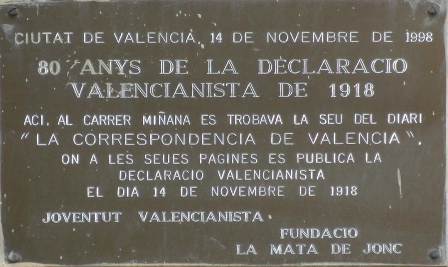 CIUTAT DE VALENCIA, 14 DE NOVEMBRE DE 1998
80 ANYS DE LA DECLARACIO
VALENCIANISTA DE 1918
ACI, AL CARRER MIÑANA ES TROBAVA LA SEU DEL DIARI
"LA CORRESPONDENCIA DE VALENCIA",
ON A LES SEUES PAGINES ES PUBLICA LA
DECLARACIO VALENCIANISTA
EL DIA 14 DE NOVEMBRE DE 1918
JOVENTUT VALENCIANISTA
FUNDACIO
LA MATA DE JONC